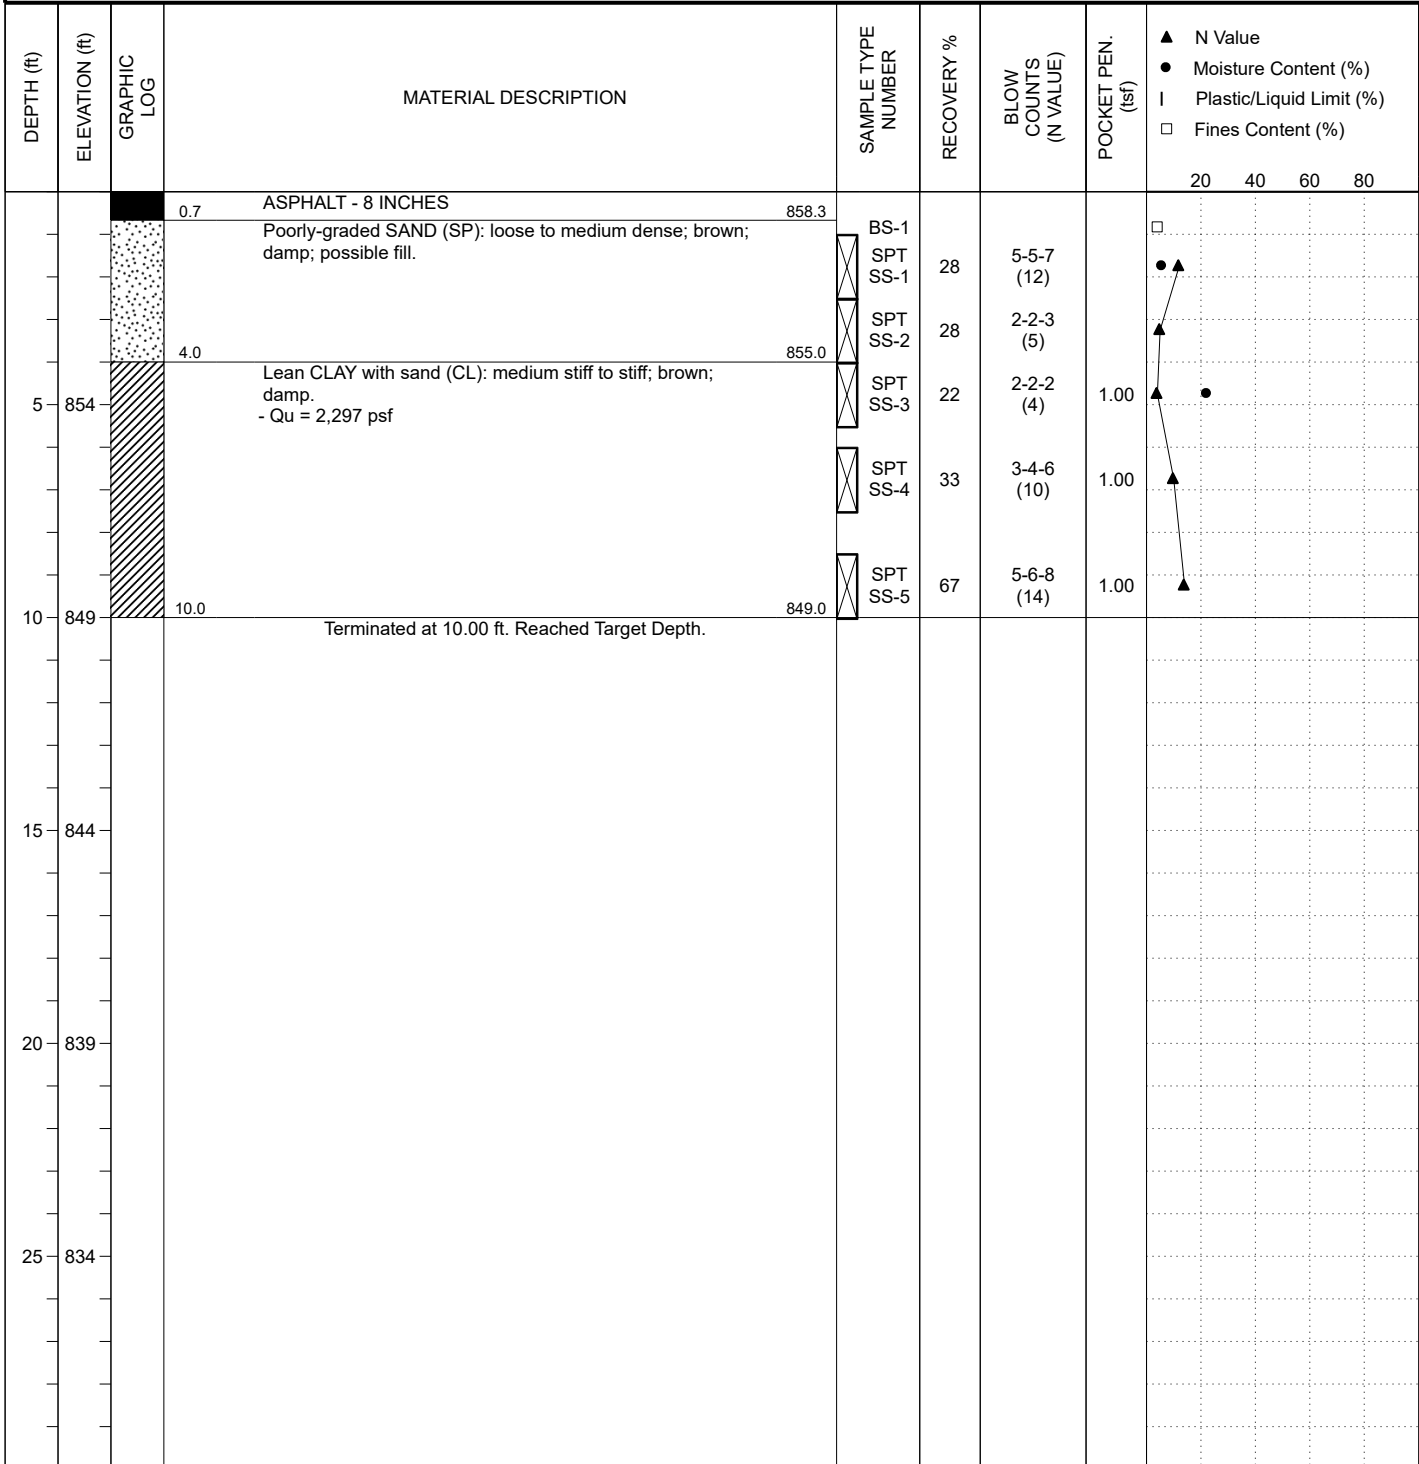 DEPTH (ft)
ELEVATION (ft)
GRAPHIC
LOG
MATERIAL DESCRIPTION
SAMPLE TYPE
NUMBER
RECOVERY %
BLOW
COUNTS
(N VALUE)
POCKET PEN.
(tsf)
▲ N Value
● Moisture Content (%)
| Plastic/Liquid Limit (%)
□ Fines Content (%)
20 40 60 80
0.7 ASPHALT - 8 INCHES 858.3
Poorly-graded SAND (SP): loose to medium dense; brown;
damp; possible fill.
BS-1
SPT
SS-1
28
5-5-7
(12)
SPT
SS-2
28
2-2-3
(5)
4.0 855.0
Lean CLAY with sand (CL): medium stiff to stiff; brown;
damp.
- Qu = 2,297 psf
5 854
SPT
SS-3
22
2-2-2
(4)
1.00
SPT
SS-4
33
3-4-6
(10)
1.00
SPT
SS-5
67
5-6-8
(14)
1.00
10.0 849.0
10 849
Terminated at 10.00 ft. Reached Target Depth.
15 844
20 839
25 834